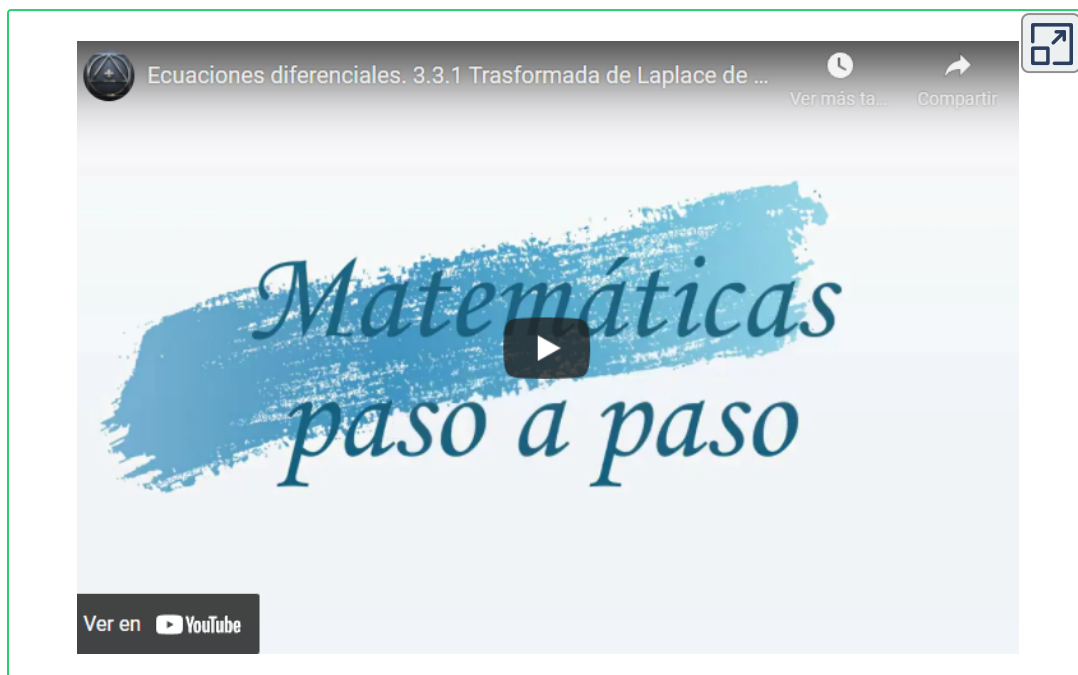 Ecuaciones diferenciales. 3.3.1 Trasformada de Laplace de ...
Ver más ta...
Compartir
Matemáticas
paso a paso
Ver en YouTube